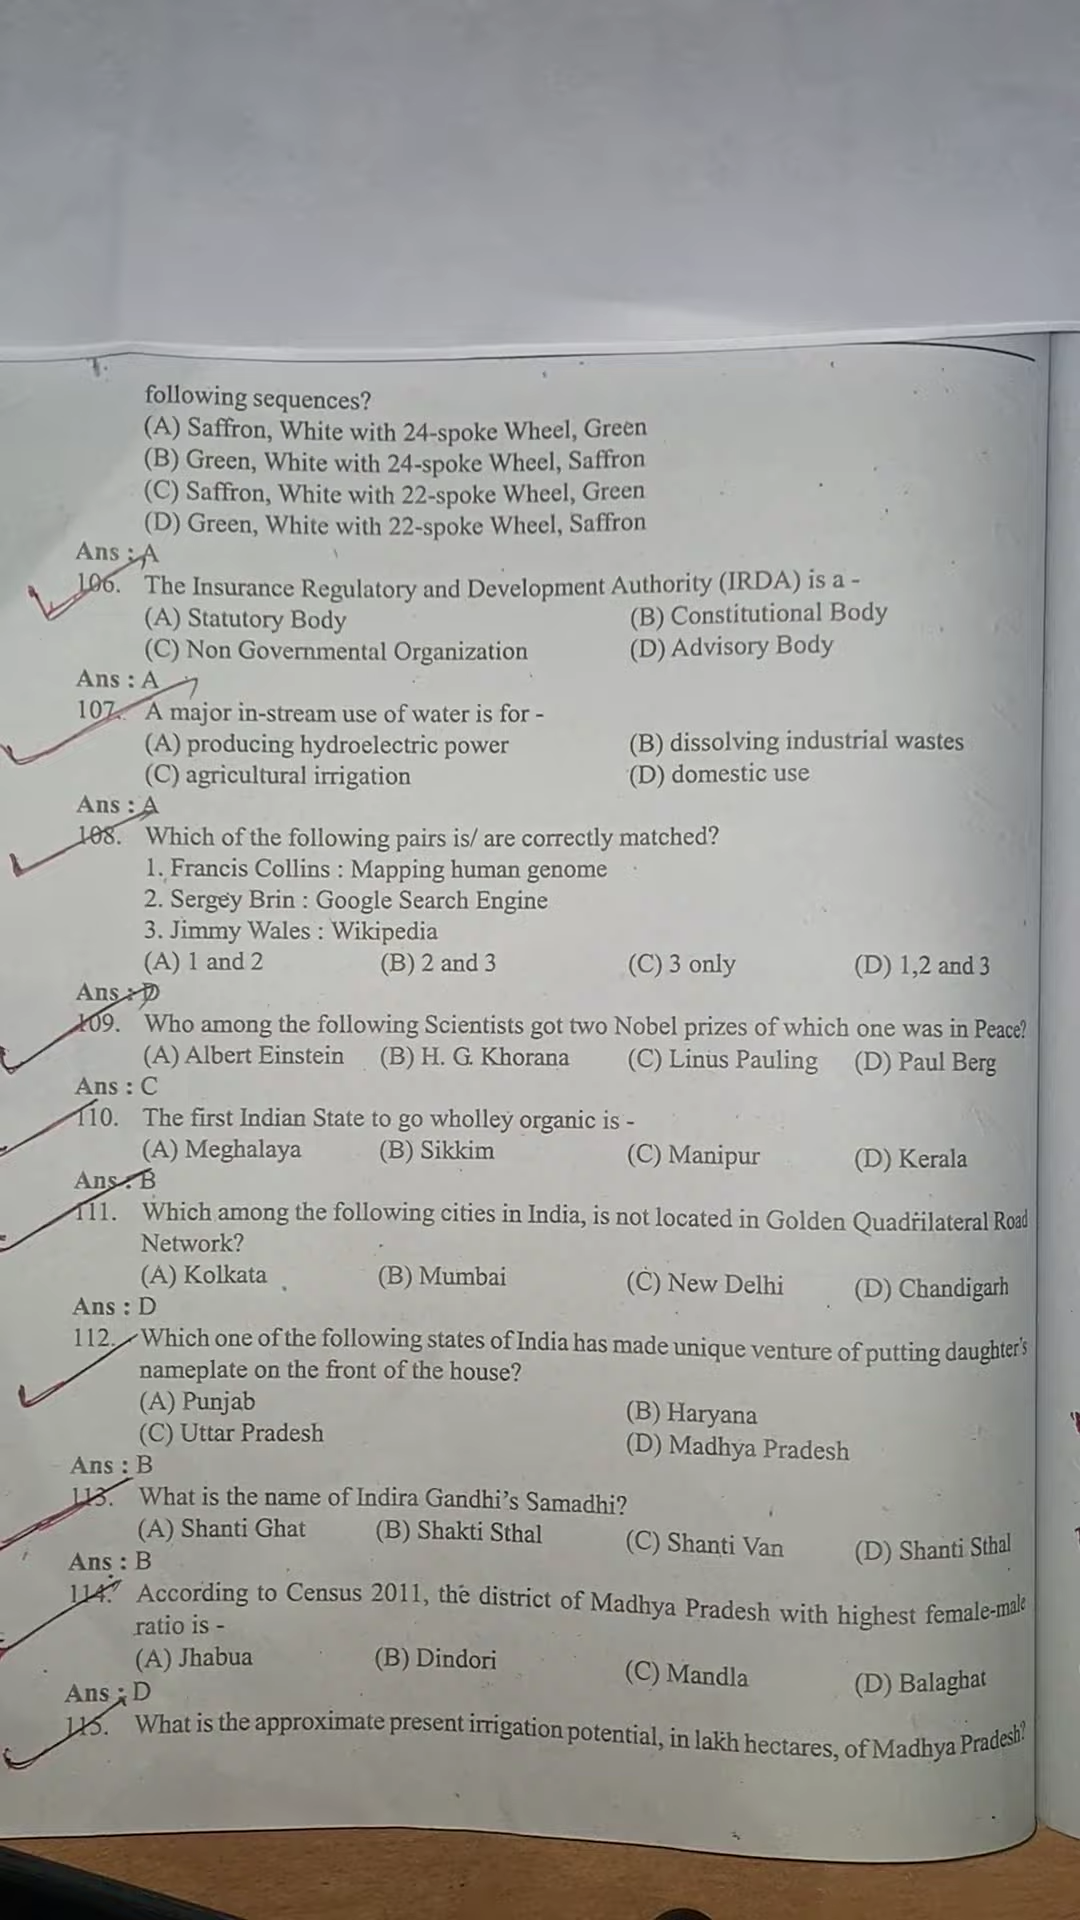 following sequences?
(A) Saffron, White with 24-spoke Wheel, Green
(B) Green, White with 24-spoke Wheel, Saffron
(C) Saffron, White with 22-spoke Wheel, Green
(D) Green, White with 22-spoke Wheel, Saffron
Ans : A
106. The Insurance Regulatory and Development Authority (IRDA) is a -
(A) Statutory Body (B) Constitutional Body
(C) Non Governmental Organization (D) Advisory Body
Ans : A
107. A major in-stream use of water is for -
(A) producing hydroelectric power (B) dissolving industrial wastes
(C) agricultural irrigation (D) domestic use
Ans : A
108. Which of the following pairs is/ are correctly matched?
1. Francis Collins : Mapping human genome
2. Sergey Brin : Google Search Engine
3. Jimmy Wales : Wikipedia
(A) 1 and 2 (B) 2 and 3 (C) 3 only (D) 1,2 and 3
Ans : D
109. Who among the following Scientists got two Nobel prizes of which one was in Peace?
(A) Albert Einstein (B) H. G. Khorana (C) Linus Pauling (D) Paul Berg
Ans : C
110. The first Indian State to go wholley organic is -
(A) Meghalaya (B) Sikkim (C) Manipur (D) Kerala
Ans : B
111. Which among the following cities in India, is not located in Golden Quadrilateral Road
Network?
(A) Kolkata (B) Mumbai (C) New Delhi (D) Chandigarh
Ans : D
112. Which one of the following states of India has made unique venture of putting daughter's
nameplate on the front of the house?
(A) Punjab (B) Haryana
(C) Uttar Pradesh (D) Madhya Pradesh
Ans : B
113. What is the name of Indira Gandhi's Samadhi?
(A) Shanti Ghat (B) Shakti Sthal (C) Shanti Van (D) Shanti Sthal
Ans : B
114. According to Census 2011, the district of Madhya Pradesh with highest female-male
ratio is -
(A) Jhabua (B) Dindori (C) Mandla (D) Balaghat
Ans : D
115. What is the approximate present irrigation potential, in lakh hectares, of Madhya Pradesh?